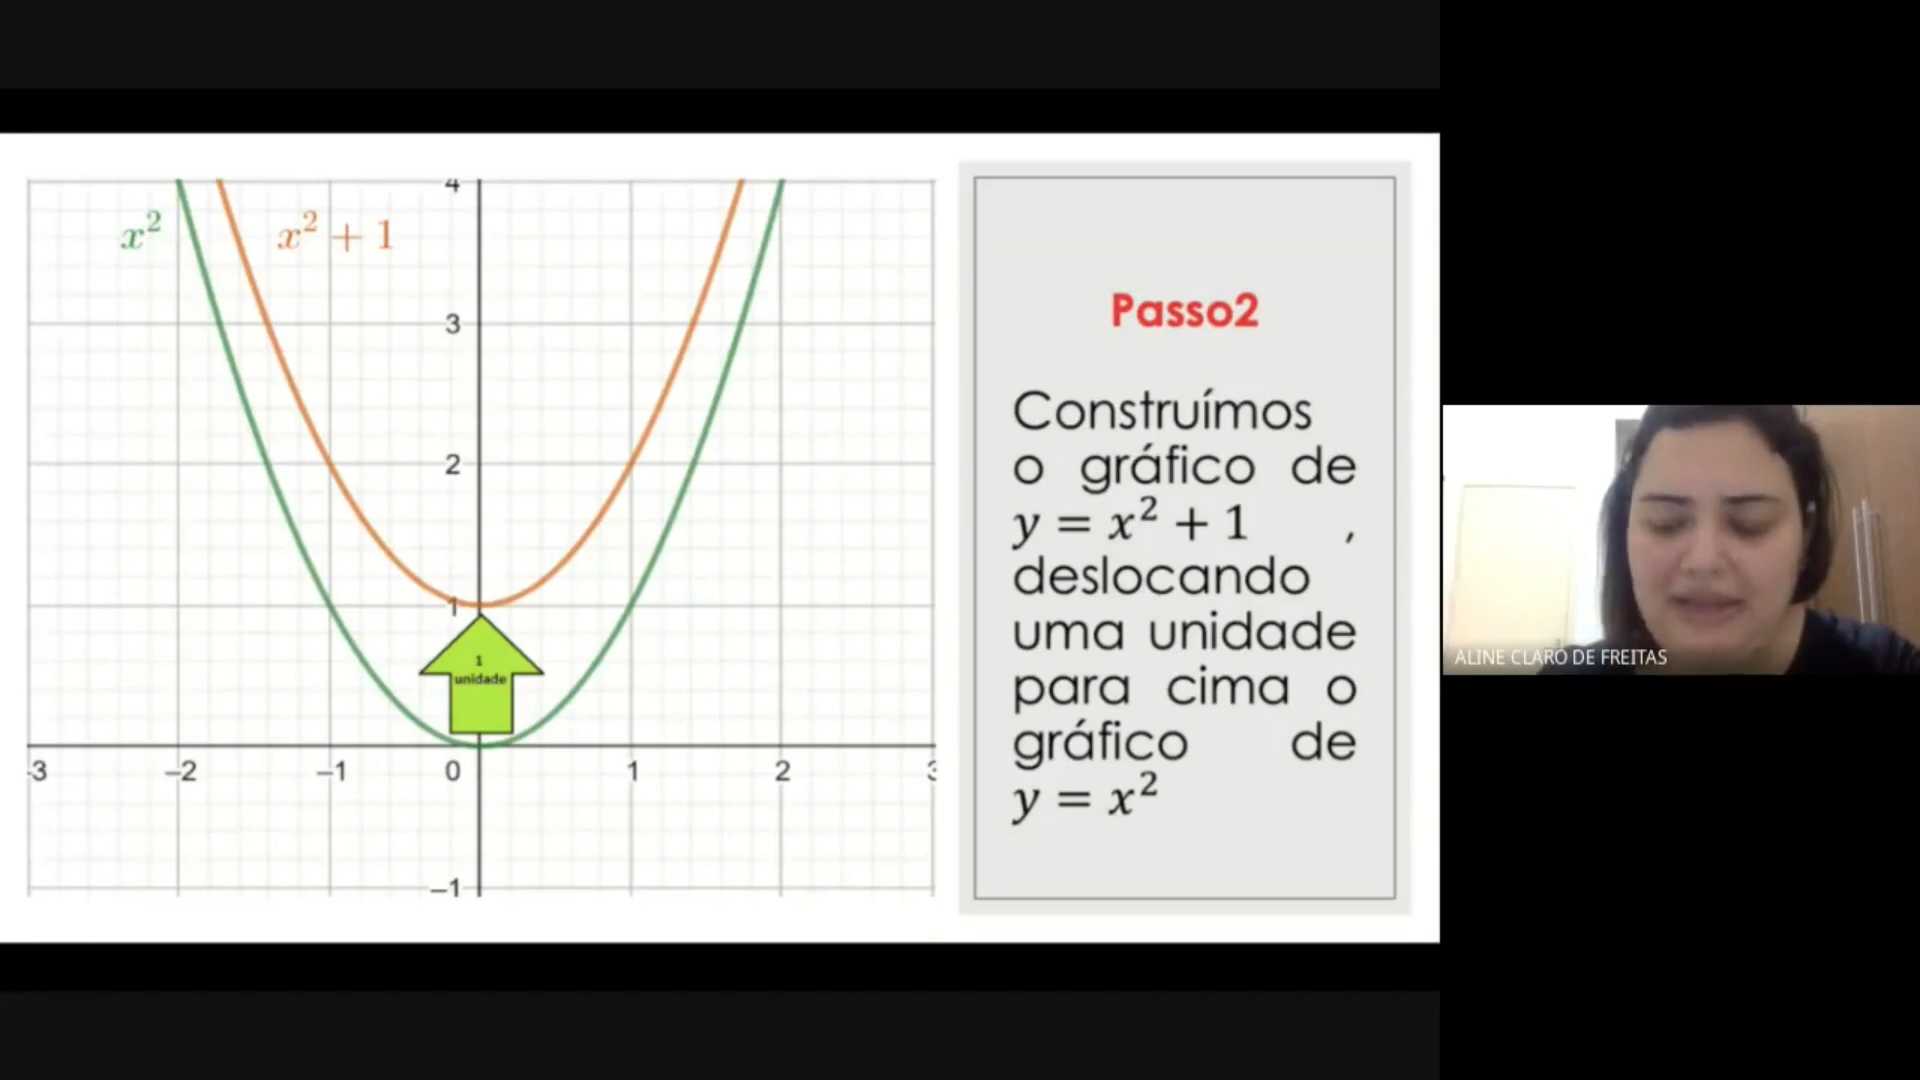 x² x² + 1
4
3
2
1
1
unidade
-3 –2 –1 0 1 2 3
–1
Passo2
Construímos
o gráfico de
y = x² + 1 ,
deslocando
uma unidade
para cima o
gráfico de
y = x²
ALINE CLARO DE FREITAS